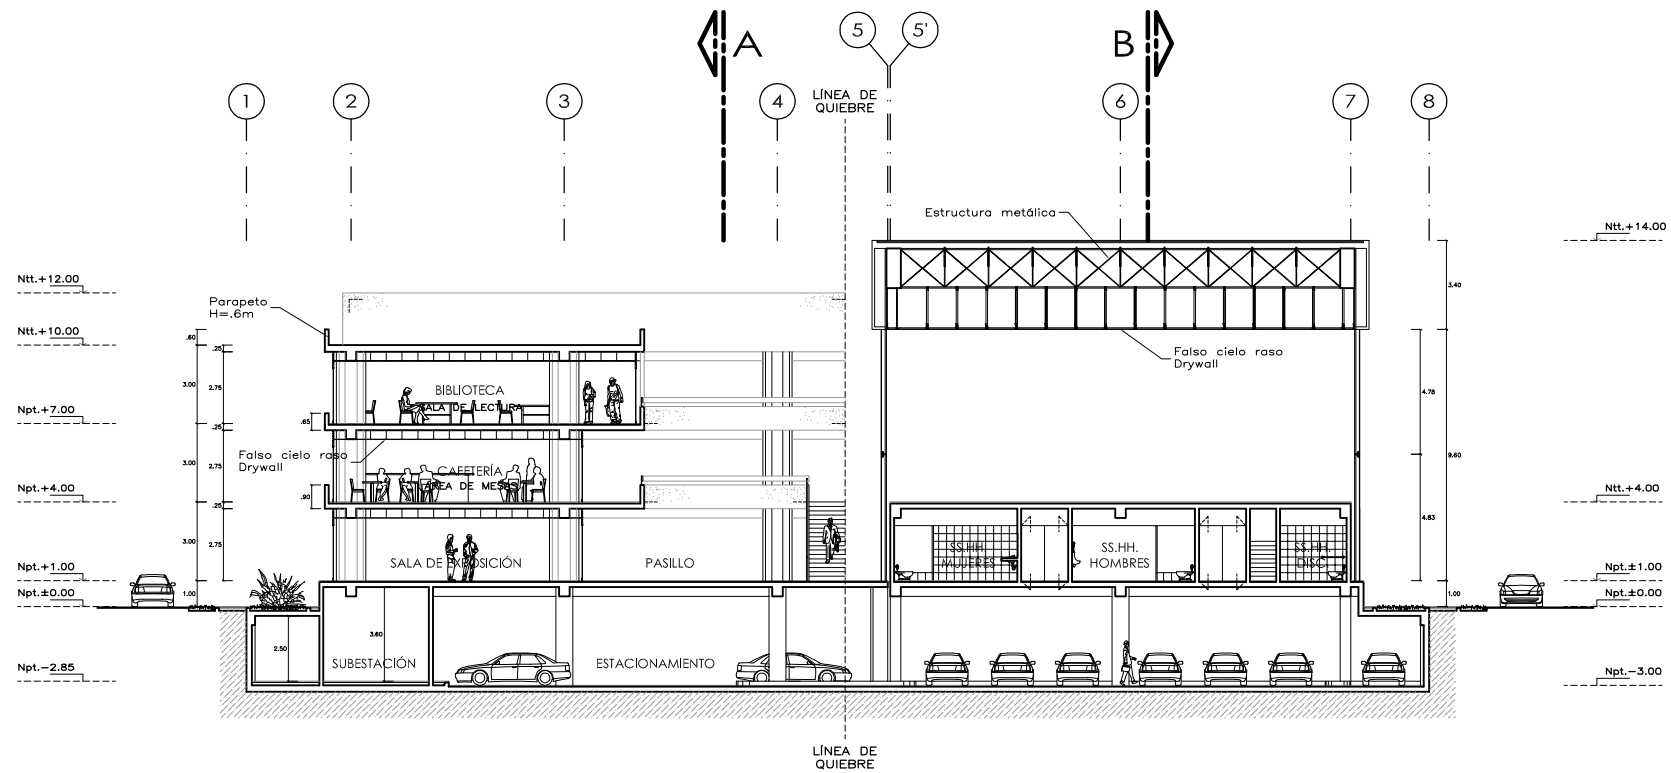 A
B
5
5'
1
2
3
4
LÍNEA DE
QUIEBRE
6
7
8
Estructura metálica
Ntt.+14.00
Ntt.+12.00
Parapeto
H=.6m
3.40
Ntt.+10.00
.60
.25
Falso cielo raso
Drywall
BIBLIOTECA
SALA DE LECTURA
3.00
2.75
4.78
Npt.+7.00
.65
.25
Falso cielo raso
Drywall
CAFETERÍA
AREA DE MESAS
3.00
2.75
9.60
Npt.+4.00
.90
.25
Ntt.+4.00
4.83
3.00
2.75
SALA DE EXPOSICIÓN
PASILLO
SS.HH.
MUJERES
SS.HH.
HOMBRES
SS.HH.
DISC.
Npt.+1.00
Npt.±1.00
Npt.±0.00
1.00
1.00
Npt.±0.00
2.50
3.60
SUBESTACIÓN
ESTACIONAMIENTO
Npt.−2.85
Npt.−3.00
LÍNEA DE
QUIEBRE